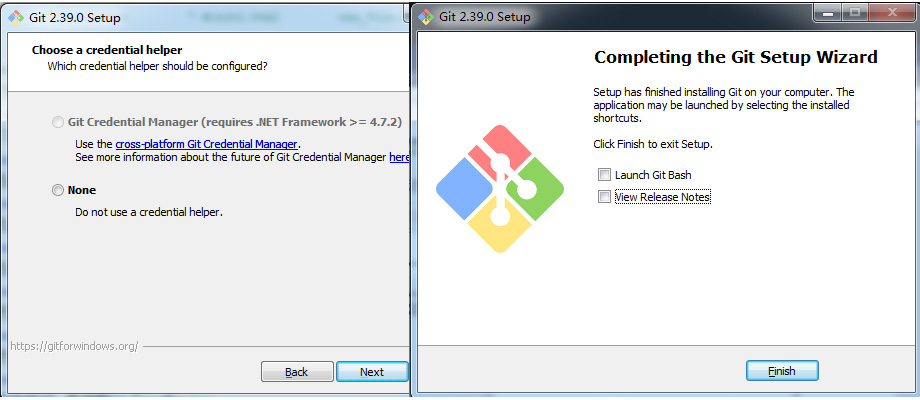 Git 2.39.0 Setup
Choose a credential helper
Which credential helper should be configured?
Git Credential Manager (requires .NET Framework >= 4.7.2)
Use the cross-platform Git Credential Manager.
See more information about the future of Git Credential Manager here
None
Do not use a credential helper.
https://gitforwindows.org/
Back
Next
Git 2.39.0 Setup
Completing the Git Setup Wizard
Setup has finished installing Git on your computer. The
application may be launched by selecting the installed
shortcuts.
Click Finish to exit Setup.
Launch Git Bash
View Release Notes
Finish